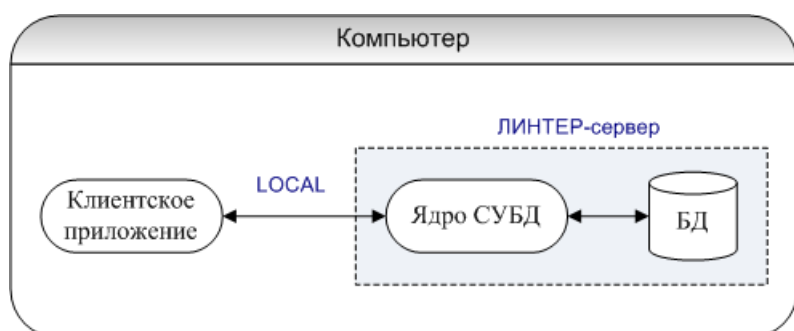 Компьютер
ЛИНТЕР-сервер
LOCAL
Клиентское
приложение
Ядро СУБД
БД